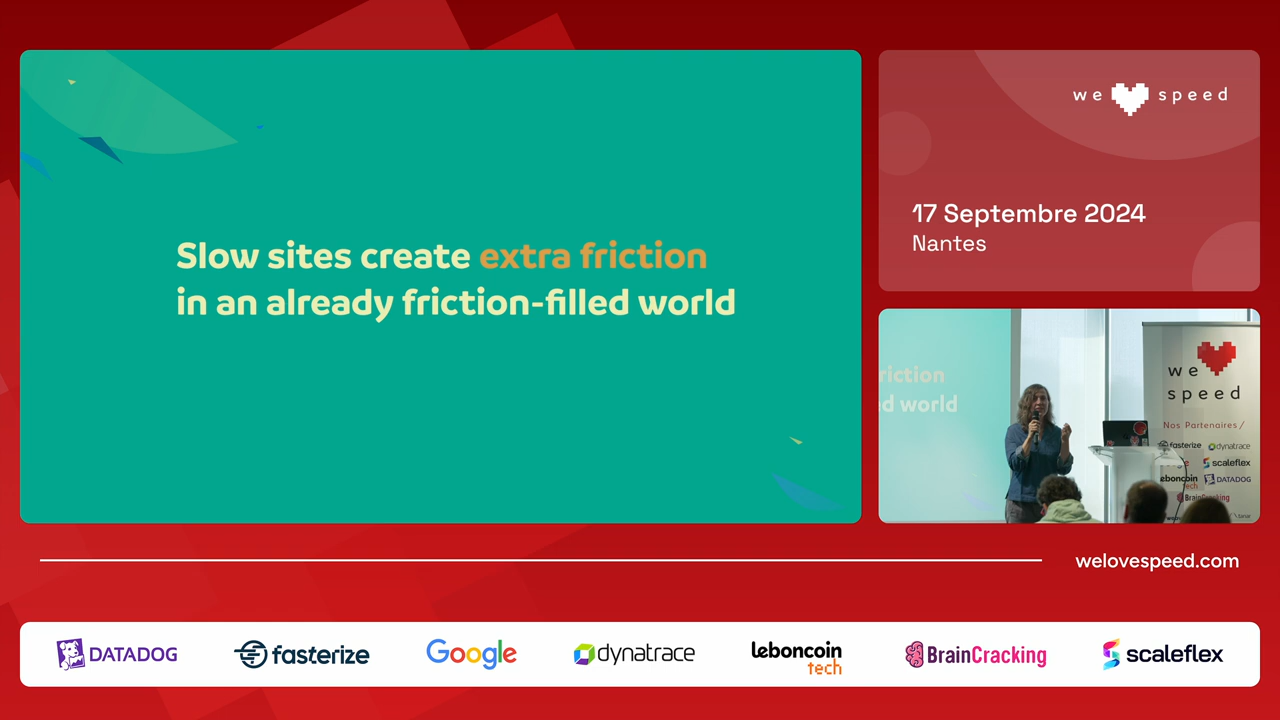 Slow sites create extra friction
in an already friction-filled world
we speed
17 Septembre 2024
Nantes
riction
d world
we
speed
Nos Partenaires/
fasterize dynatrace
scaleflex
leboncoin
tech
DATADOG
BrainCracking
welovespeed.com
DATADOG
fasterize
Google
dynatrace
leboncoin
tech
BrainCracking
scaleflex